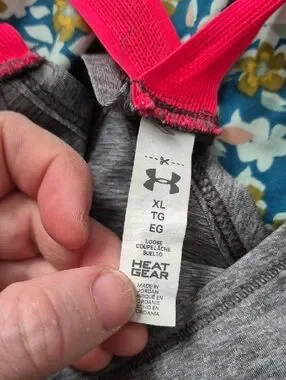 XL
TG
EG
LOOSE
COUPE LÂCHE
SUELTO
HEAT
GEAR
MADE IN
JORDAN
FABRIQUÉ EN
JORDANIE
HECHO EN
JORDANIA